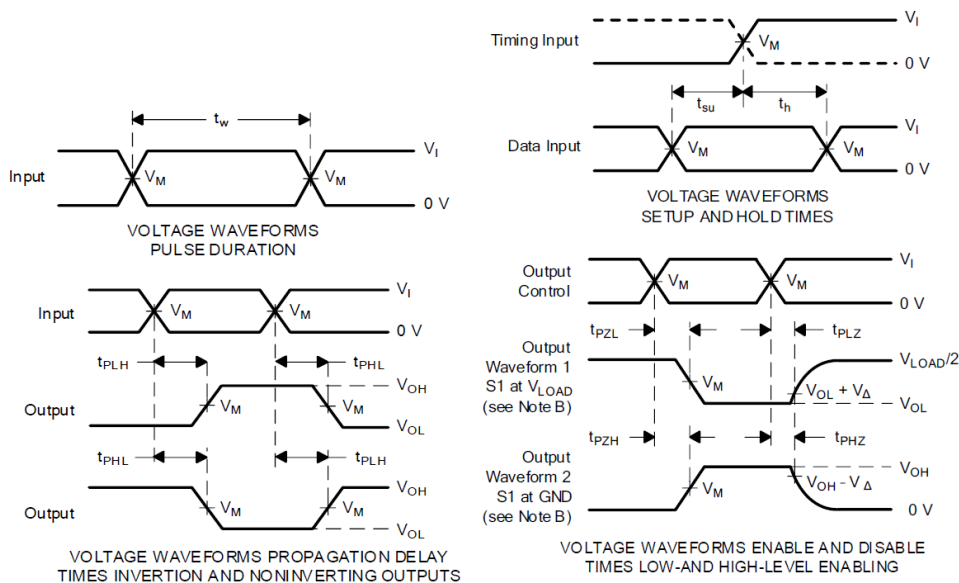 t_w
Input
V_I
V_M
V_M
0 V
VOLTAGE WAVEFORMS
PULSE DURATION
Timing Input
V_I
V_M
0 V
t_su
t_h
Data Input
V_I
V_M
V_M
0 V
VOLTAGE WAVEFORMS
SETUP AND HOLD TIMES
Input
V_I
V_M
V_M
0 V
t_PLH
t_PHL
Output
V_OH
V_M
V_M
V_OL
t_PHL
t_PLH
Output
V_OH
V_M
V_M
V_OL
VOLTAGE WAVEFORMS PROPAGATION DELAY
TIMES INVERTION AND NONINVERTING OUTPUTS
Output
Control
V_I
V_M
V_M
0 V
t_PZL
t_PLZ
Output
Waveform 1
S1 at V_LOAD
(see Note B)
V_LOAD/2
V_M
V_OL + V_Δ
V_OL
t_PZH
t_PHZ
Output
Waveform 2
S1 at GND
(see Note B)
V_OH
V_M
V_OH – V_Δ
0 V
VOLTAGE WAVEFORMS ENABLE AND DISABLE
TIMES LOW-AND HIGH-LEVEL ENABLING